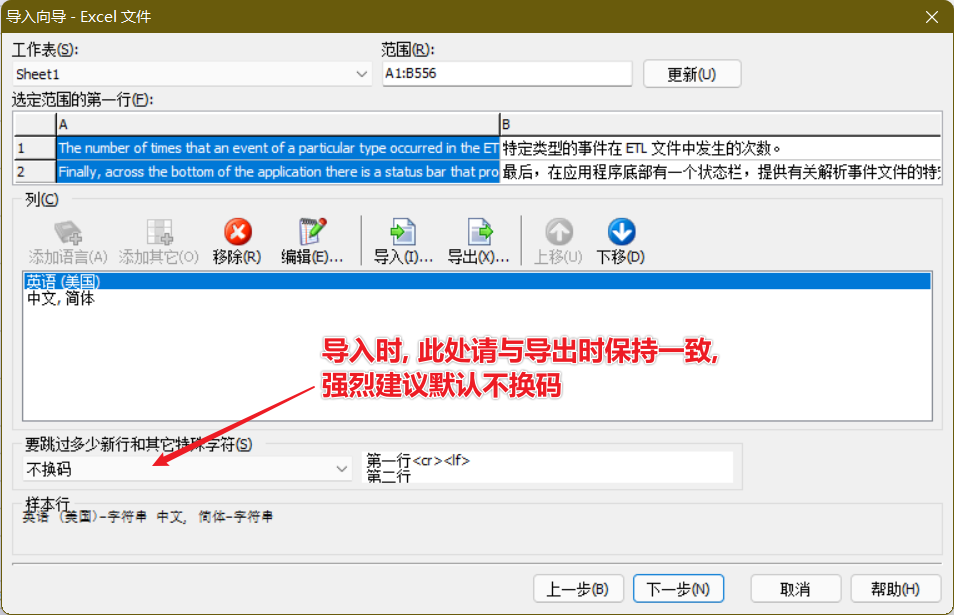 导入向导 - Excel 文件
工作表(S):
范围(R):
Sheet1
A1:B556
更新(U)
选定范围的第一行(F):
A
B
1
The number of times that an event of a particular type occurred in the ET
特定类型的事件在 ETL 文件中发生的次数。
2
Finally, across the bottom of the application there is a status bar that pro
最后，在应用程序底部有一个状态栏，提供有关解析事件文件的特
列(C)
添加语言(A)
添加其它(O)
移除(R)
编辑(E)...
导入(I)...
导出(X)...
上移(U)
下移(D)
英语 (美国)
中文, 简体
导入时, 此处请与导出时保持一致,
强烈建议默认不换码
要跳过多少新行和其它特殊字符(S)
不换码
第一行<cr><lf>
第二行
样本行
英语 (美国)-字符串 中文, 简体-字符串
上一步(B)
下一步(N)
取消
帮助(H)